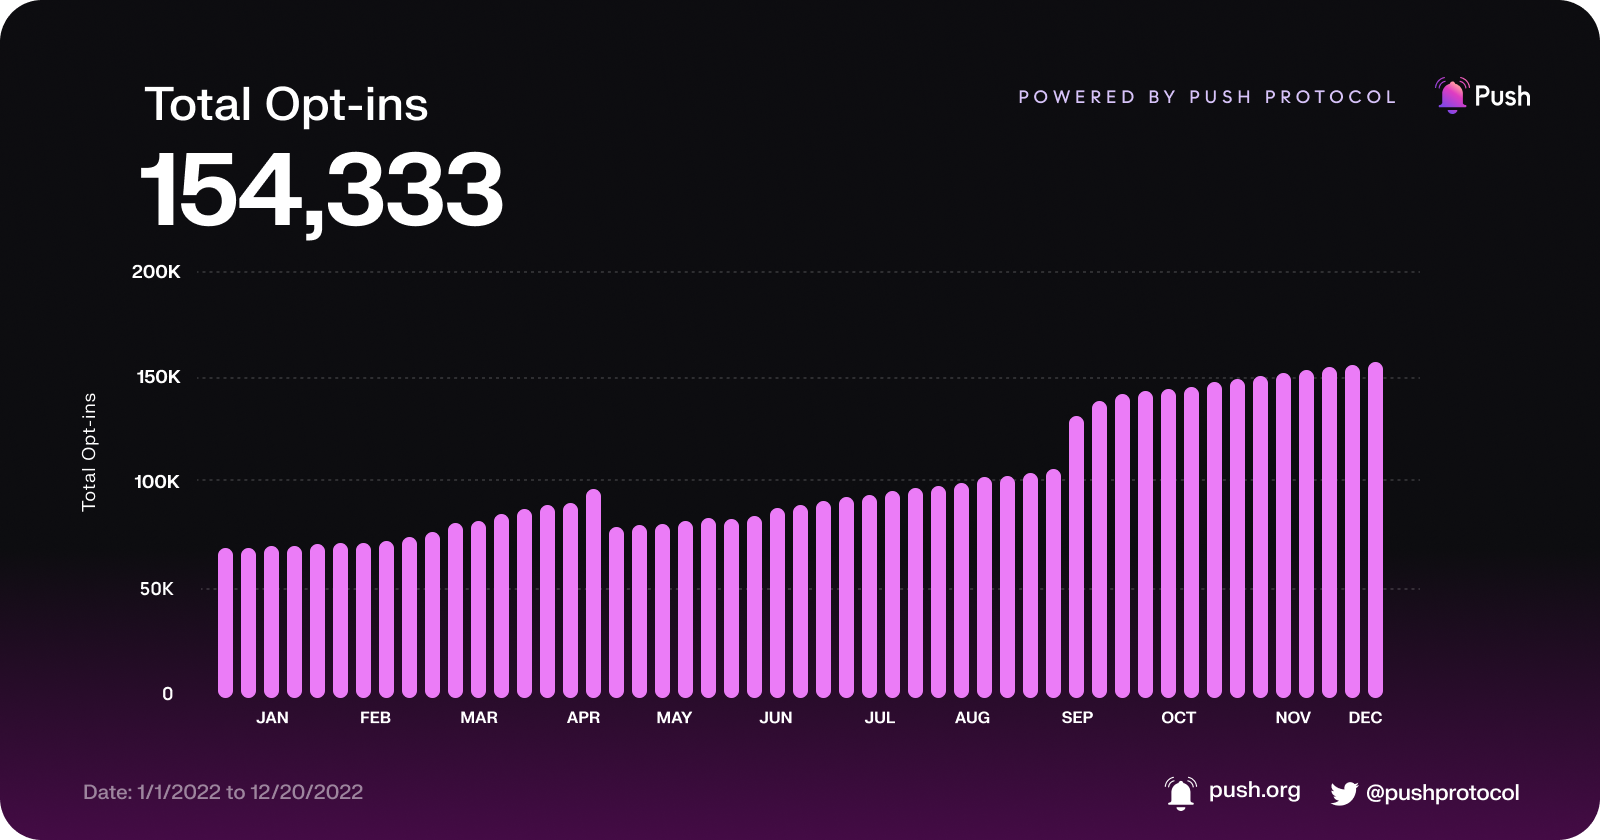 Total Opt-ins
POWERED BY PUSH PROTOCOL
Push
154,333
200K
150K
100K
50K
0
Total Opt-ins
JAN FEB MAR APR MAY JUN JUL AUG SEP OCT NOV DEC
Date: 1/1/2022 to 12/20/2022
push.org
@pushprotocol